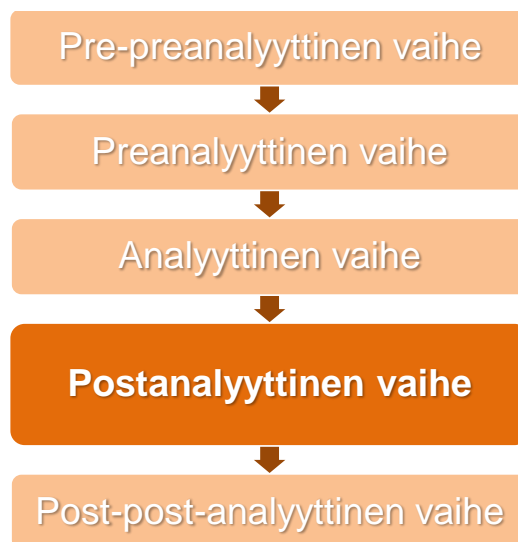 Pre-preanalyyttinen vaihe
Preanalyyttinen vaihe
Analyyttinen vaihe
Postanalyyttinen vaihe
Post-post-analyyttinen vaihe